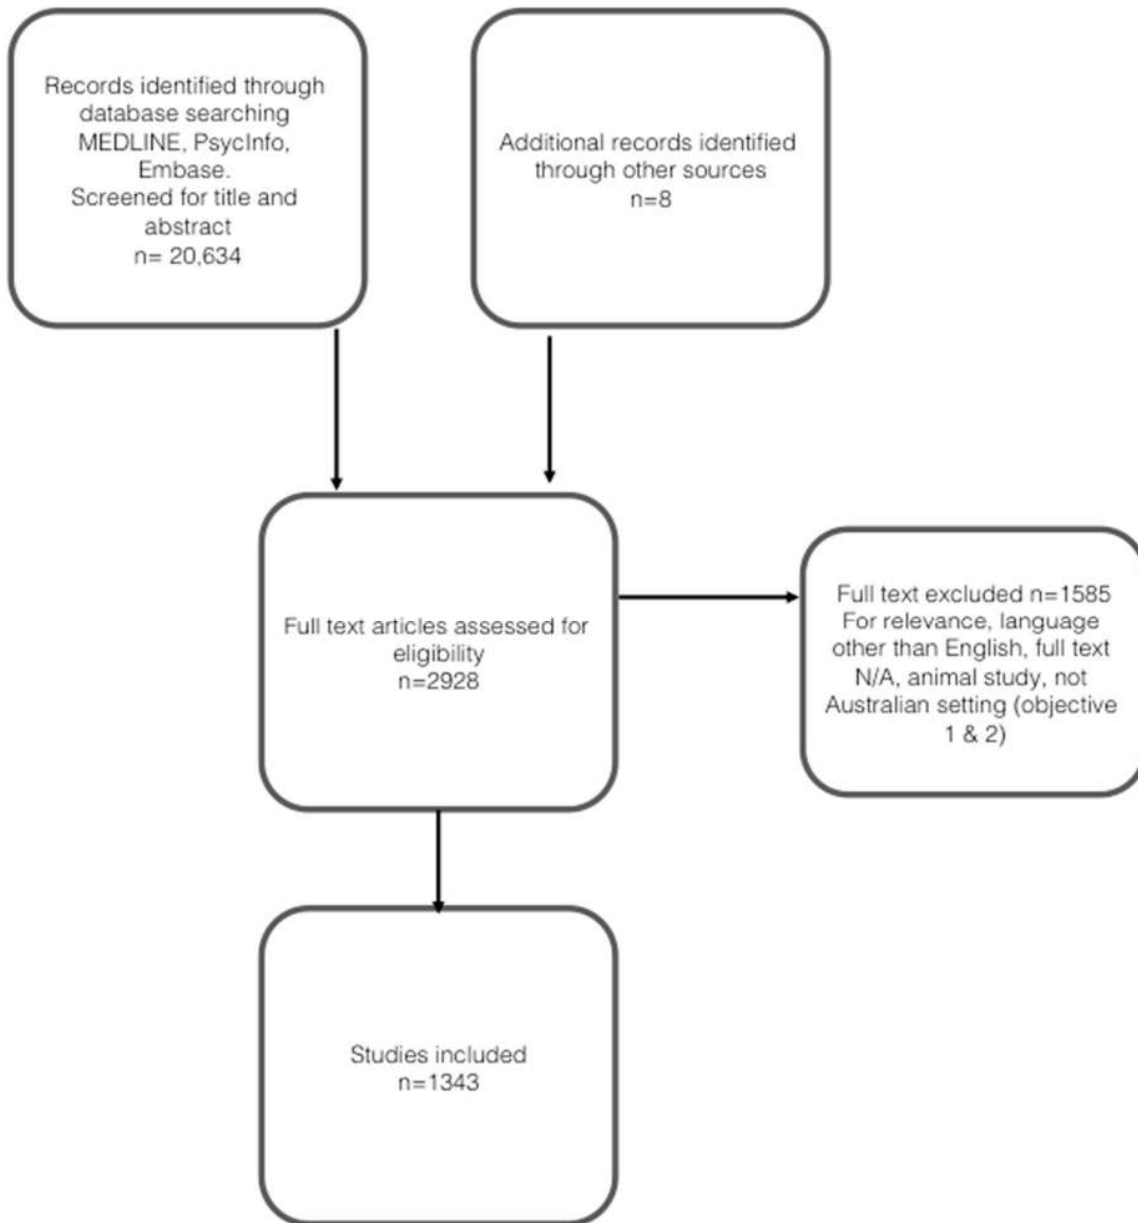 Records identified through
database searching
MEDLINE, PsycInfo,
Embase.
Screened for title and
abstract
n= 20,634
Additional records identified
through other sources
n=8
Full text articles assessed for
eligibility
n=2928
Full text excluded n=1585
For relevance, language
other than English, full text
N/A, animal study, not
Australian setting (objective
1 & 2)
Studies included
n=1343